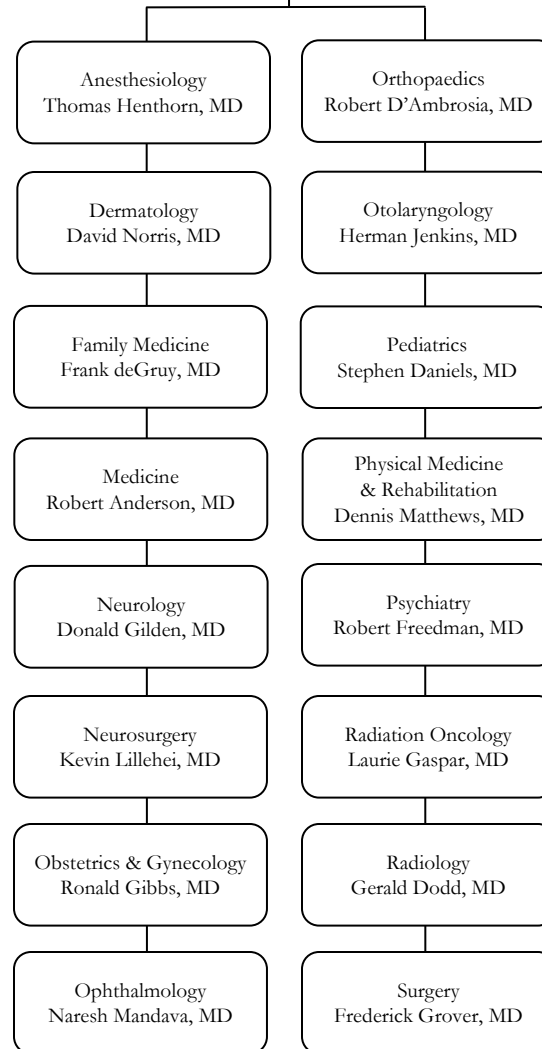 Anesthesiology
Thomas Henthorn, MD
Dermatology
David Norris, MD
Family Medicine
Frank deGruy, MD
Medicine
Robert Anderson, MD
Neurology
Donald Gilden, MD
Neurosurgery
Kevin Lillehei, MD
Obstetrics & Gynecology
Ronald Gibbs, MD
Ophthalmology
Naresh Mandava, MD
Orthopaedics
Robert D’Ambrosia, MD
Otolaryngology
Herman Jenkins, MD
Pediatrics
Stephen Daniels, MD
Physical Medicine
& Rehabilitation
Dennis Matthews, MD
Psychiatry
Robert Freedman, MD
Radiation Oncology
Laurie Gaspar, MD
Radiology
Gerald Dodd, MD
Surgery
Frederick Grover, MD